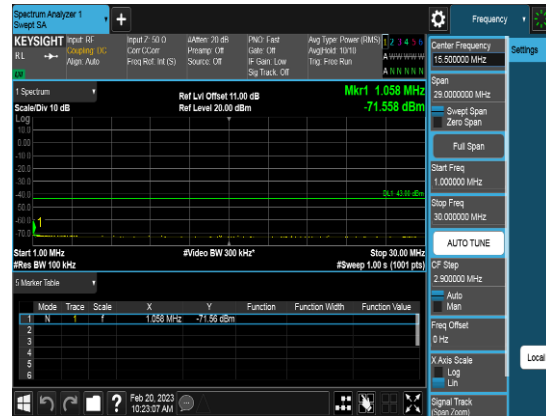 Spectrum Analyzer 1
Swept SA
+
Frequency
KEYSIGHT
RL
Input: RF
Coupling: DC
Align: Auto
Input Z: 50 Ω
Corr CCorr
Freq Ref: Int (S)
#Atten: 20 dB
Preamp: Off
Source: Off
PNO: Fast
Gate: Off
IF Gain: Low
Sig Track: Off
Avg Type: Power (RMS)
Avg|Hold: 10/10
Trig: Free Run
1 2 3 4 5 6
A W W W W W
A N N N N N
1 Spectrum
Scale/Div 10 dB
Log
Ref Lvl Offset 11.00 dB
Ref Level 20.00 dBm
Mkr1 1.058 MHz
-71.558 dBm
10.0
0.00
-10.0
-20.0
-30.0
-40.0
-50.0
-60.0
-70.0
DL1 -43.00 dBm
1
Start 1.00 MHz
#Res BW 100 kHz
#Video BW 300 kHz*
Stop 30.00 MHz
#Sweep 1.00 s (1001 pts)
5 Marker Table
Mode Trace Scale X Y Function Function Width Function Value
1 N 1 f 1.058 MHz -71.56 dBm
2
3
4
5
6
Feb 20, 2023
10:23:07 AM
Center Frequency
15.500000 MHz
Settings
Span
29.0000000 MHz
Swept Span
Zero Span
Full Span
Start Freq
1.000000 MHz
Stop Freq
30.000000 MHz
AUTO TUNE
CF Step
2.900000 MHz
Auto
Man
Freq Offset
0 Hz
X Axis Scale
Log
Lin
Local
Signal Track
(Span Zoom)